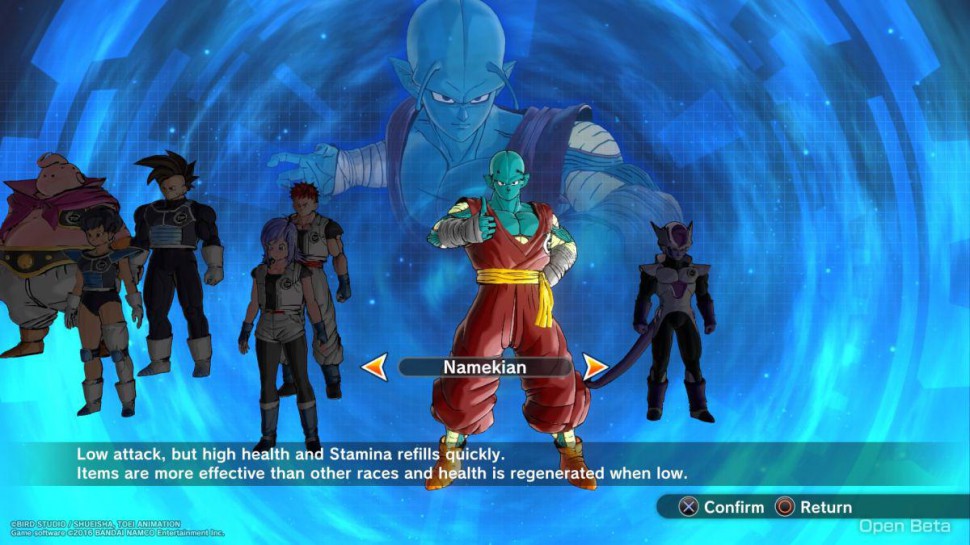 Namekian
Low attack, but high health and Stamina refills quickly.
Items are more effective than other races and health is regenerated when low.
Confirm Return
Open Beta
©BIRD STUDIO / SHUEISHA, TOEI ANIMATION
Game software ©2016 BANDAI NAMCO Entertainment Inc.